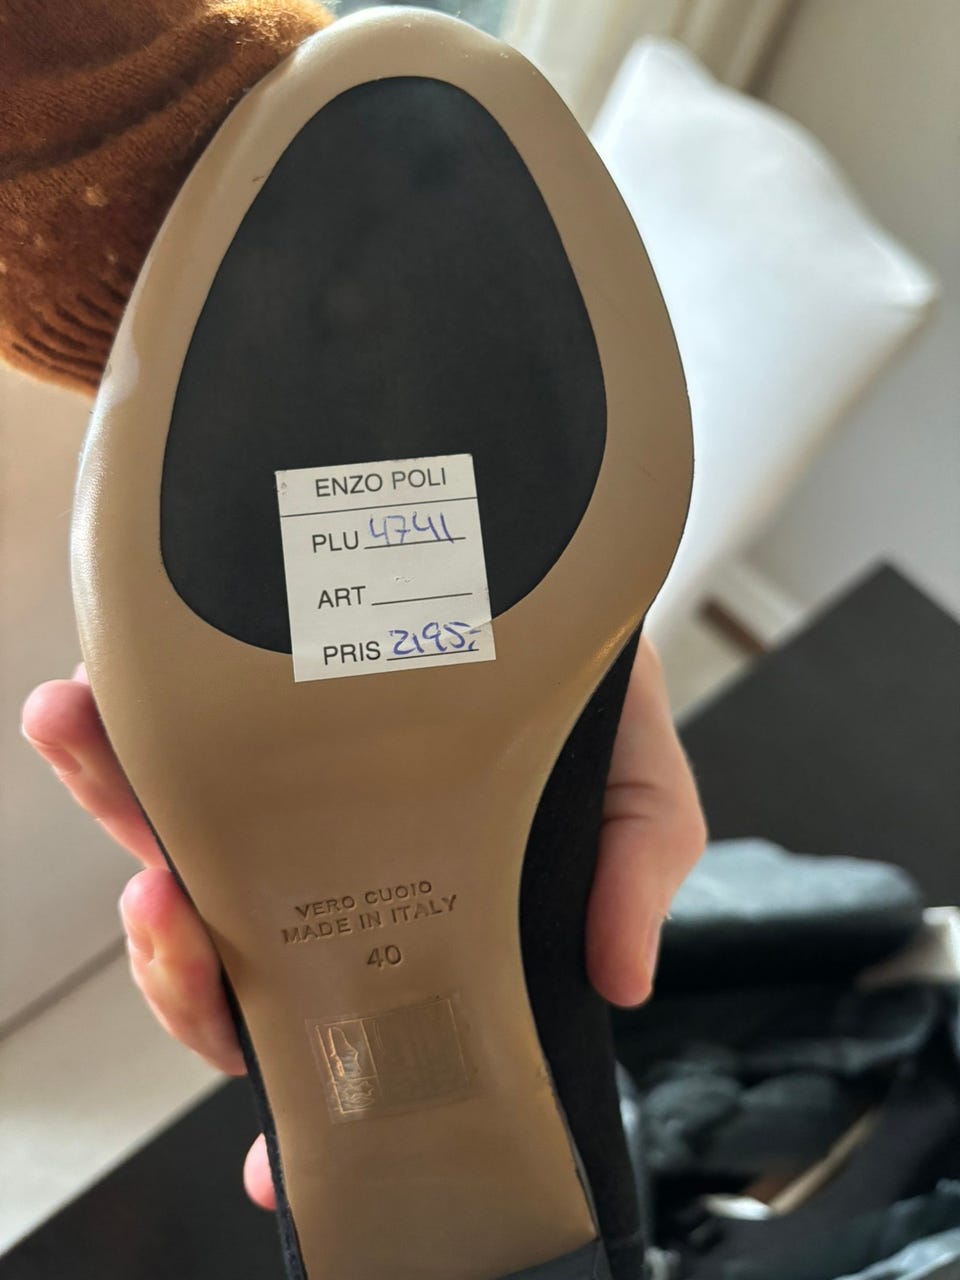 ENZO POLI
PLU 4741
ART
PRIS 2195,-
VERO CUOIO
MADE IN ITALY
40